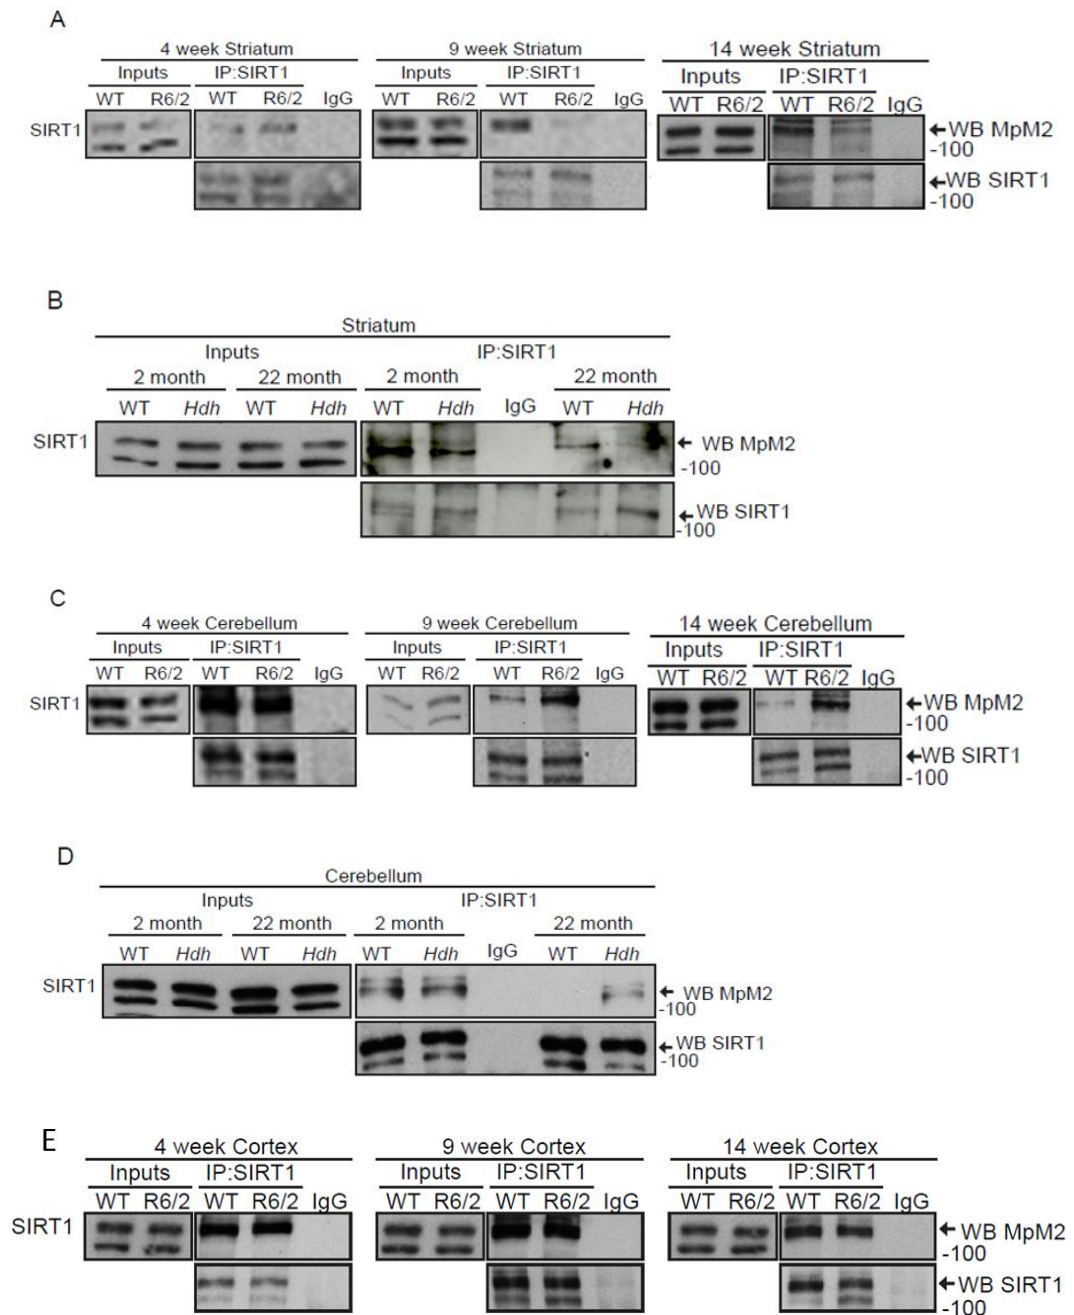 A
4 week Striatum 9 week Striatum 14 week Striatum
Inputs IP:SIRT1 Inputs IP:SIRT1 Inputs IP:SIRT1
WT R6/2 WT R6/2 IgG WT R6/2 WT R6/2 IgG WT R6/2 WT R6/2 IgG
SIRT1 WB MpM2
-100
WB SIRT1
-100
B
Striatum
Inputs IP:SIRT1
2 month 22 month 2 month 22 month
WT Hdh WT Hdh WT Hdh IgG WT Hdh
SIRT1 WB MpM2
-100
WB SIRT1
-100
C
4 week Cerebellum 9 week Cerebellum 14 week Cerebellum
Inputs IP:SIRT1 Inputs IP:SIRT1 Inputs IP:SIRT1
WT R6/2 WT R6/2 IgG WT R6/2 WT R6/2 IgG WT R6/2 WT R6/2 IgG
SIRT1 WB MpM2
-100
WB SIRT1
-100
D
Cerebellum
Inputs IP:SIRT1
2 month 22 month 2 month 22 month
WT Hdh WT Hdh WT Hdh IgG WT Hdh
SIRT1 WB MpM2
-100
WB SIRT1
-100
E
4 week Cortex 9 week Cortex 14 week Cortex
Inputs IP:SIRT1 Inputs IP:SIRT1 Inputs IP:SIRT1
WT R6/2 WT R6/2 IgG WT R6/2 WT R6/2 IgG WT R6/2 WT R6/2 IgG
SIRT1 WB MpM2
-100
WB SIRT1
-100